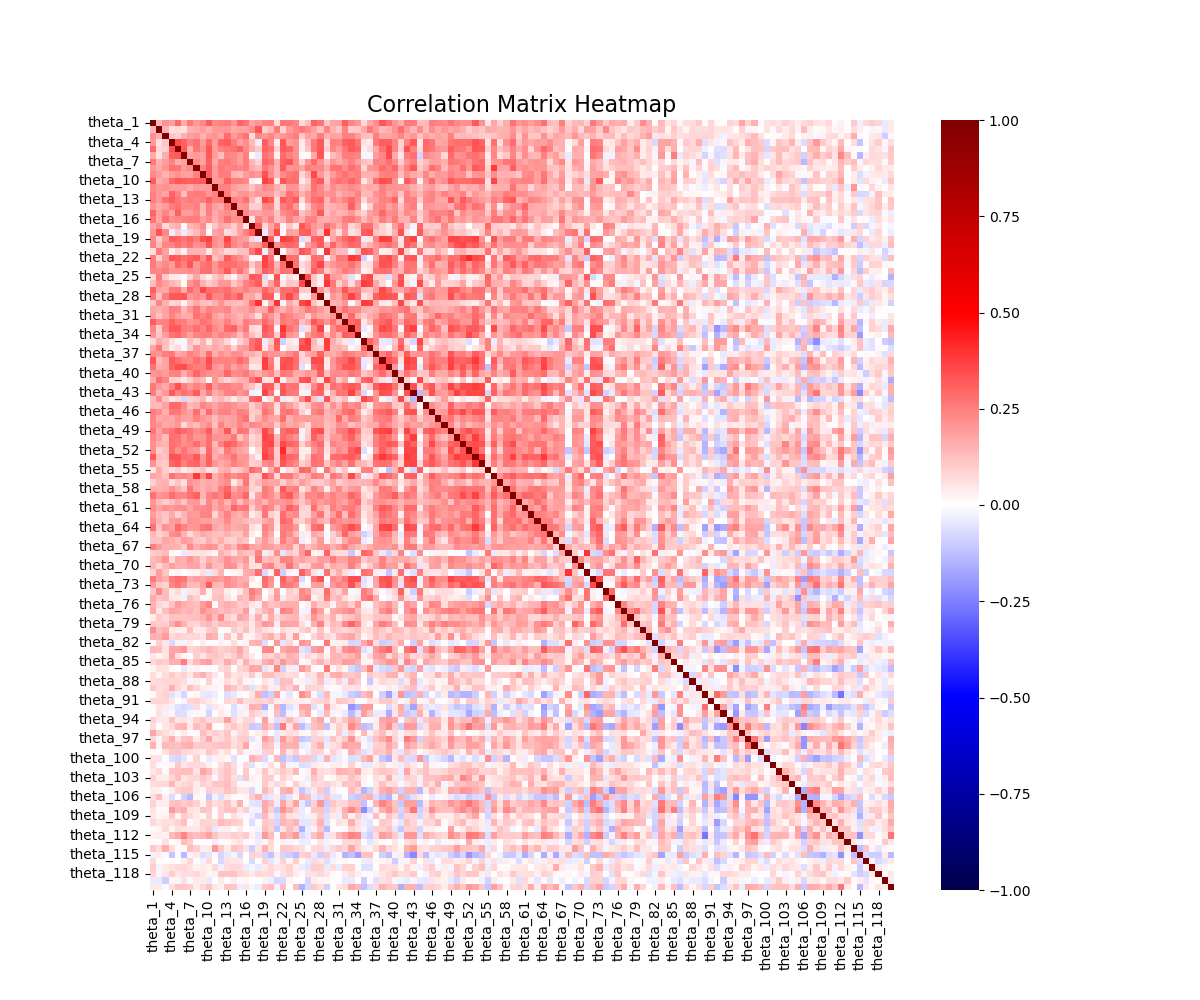 Correlation Matrix Heatmap
theta_1
theta_4
theta_7
theta_10
theta_13
theta_16
theta_19
theta_22
theta_25
theta_28
theta_31
theta_34
theta_37
theta_40
theta_43
theta_46
theta_49
theta_52
theta_55
theta_58
theta_61
theta_64
theta_67
theta_70
theta_73
theta_76
theta_79
theta_82
theta_85
theta_88
theta_91
theta_94
theta_97
theta_100
theta_103
theta_106
theta_109
theta_112
theta_115
theta_118
theta_1
theta_4
theta_7
theta_10
theta_13
theta_16
theta_19
theta_22
theta_25
theta_28
theta_31
theta_34
theta_37
theta_40
theta_43
theta_46
theta_49
theta_52
theta_55
theta_58
theta_61
theta_64
theta_67
theta_70
theta_73
theta_76
theta_79
theta_82
theta_85
theta_88
theta_91
theta_94
theta_97
theta_100
theta_103
theta_106
theta_109
theta_112
theta_115
theta_118
1.00
0.75
0.50
0.25
0.00
−0.25
−0.50
−0.75
−1.00